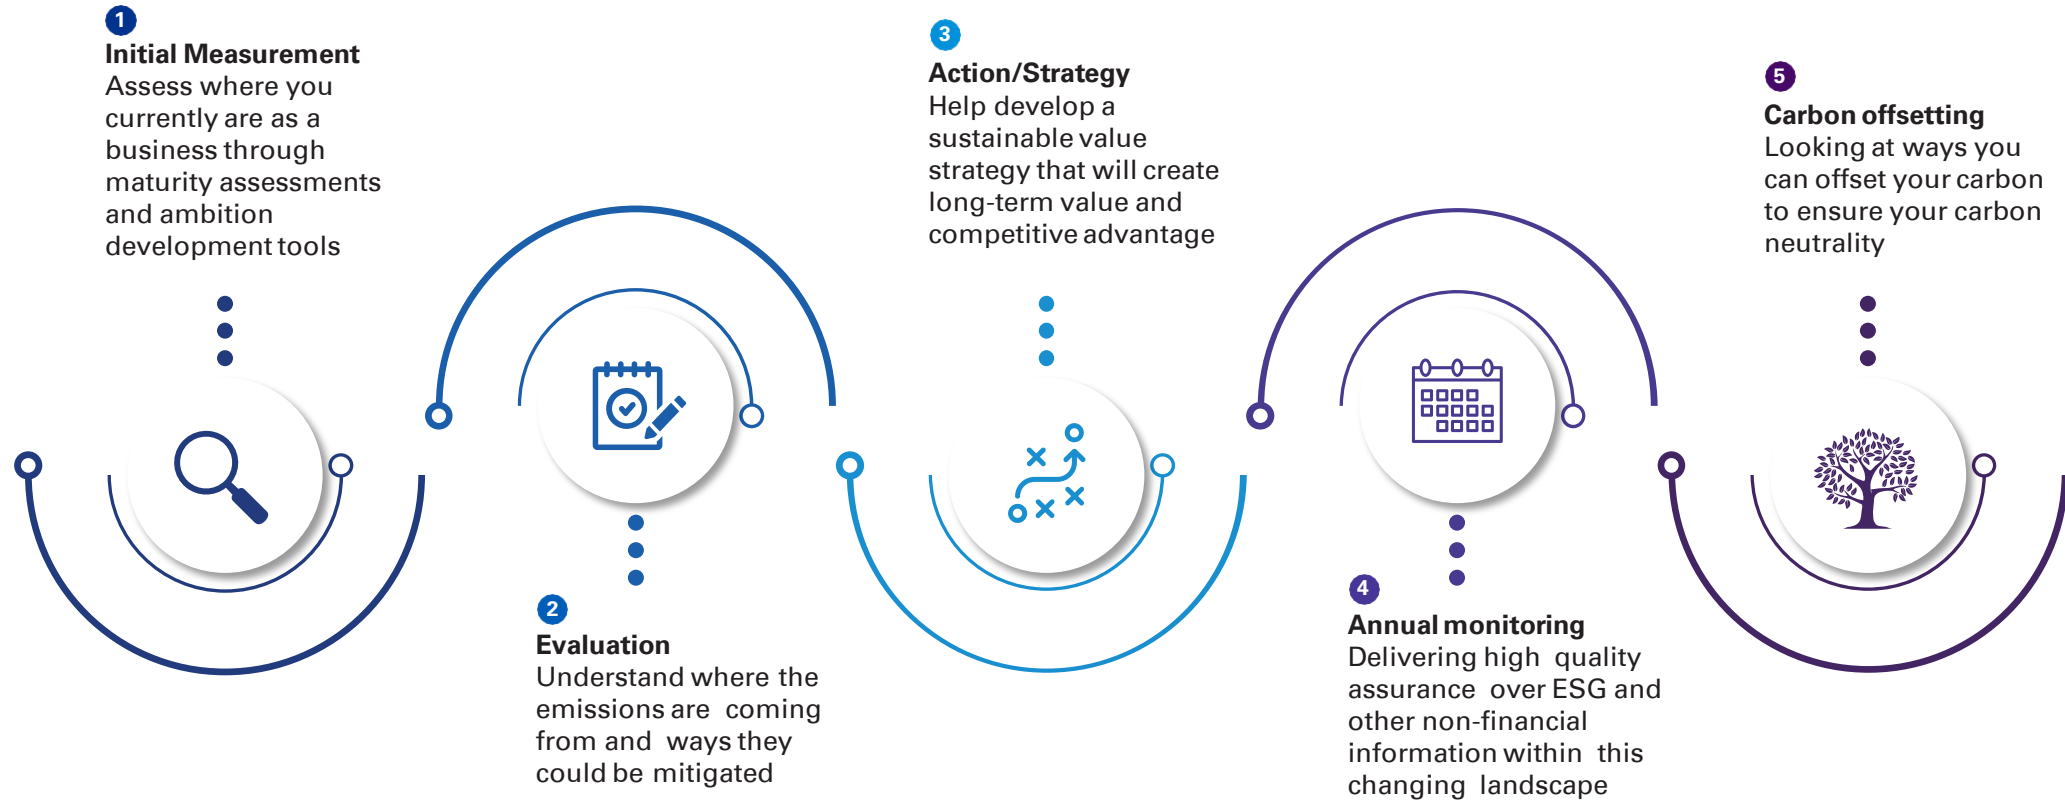 1
Initial Measurement
Assess where you
currently are as a
business through
maturity assessments
and ambition
development tools
2
Evaluation
Understand where the
emissions are coming
from and ways they
could be mitigated
3
Action/Strategy
Help develop a
sustainable value
strategy that will create
long-term value and
competitive advantage
4
Annual monitoring
Delivering high quality
assurance over ESG and
other non-financial
information within this
changing landscape
5
Carbon offsetting
Looking at ways you
can offset your carbon
to ensure your carbon
neutrality